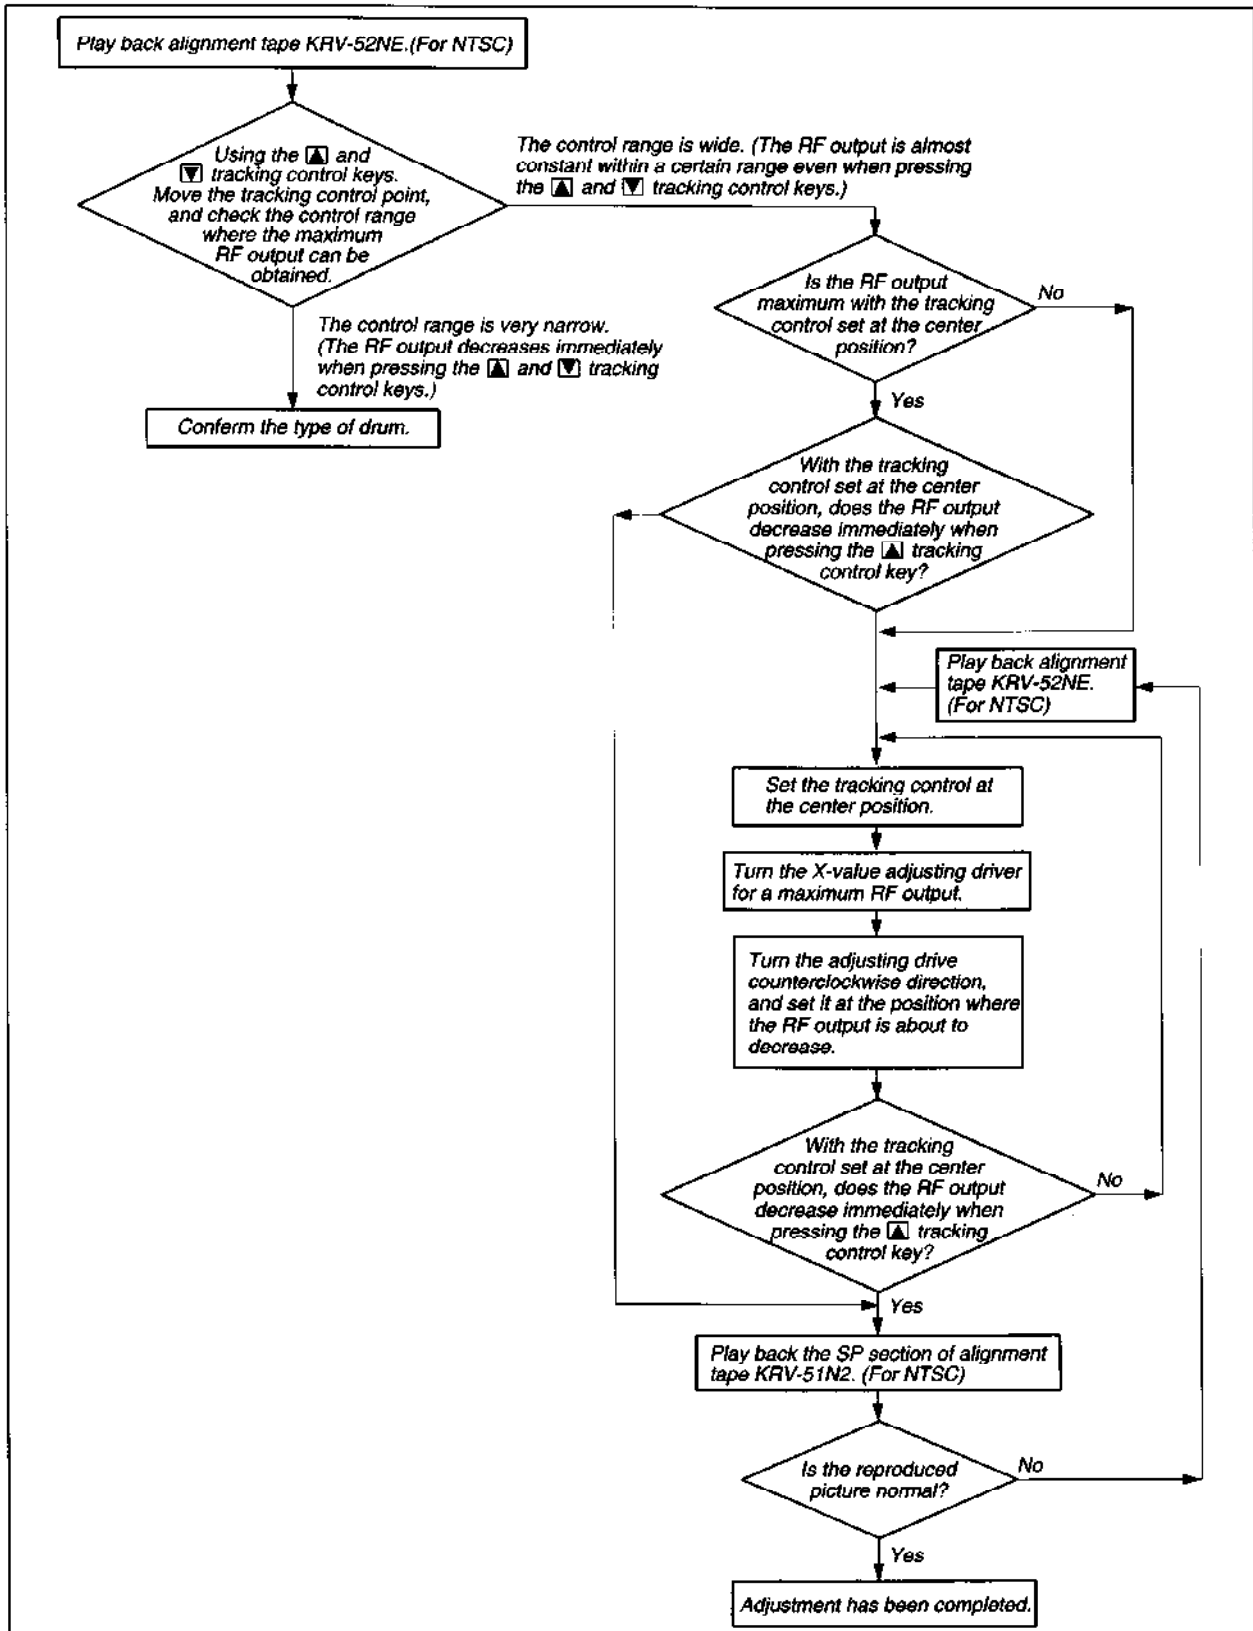 Play back alignment tape KRV-52NE.(For NTSC)
Using the ▲ and
▼ tracking control keys.
Move the tracking control point,
and check the control range
where the maximum
RF output can be
obtained.
The control range is wide. (The RF output is almost
constant within a certain range even when pressing
the ▲ and ▼ tracking control keys.)
Is the RF output
maximum with the tracking
control set at the center
position?
No
The control range is very narrow.
(The RF output decreases immediately
when pressing the ▲ and ▼ tracking
control keys.)
Yes
Conferm the type of drum.
With the tracking
control set at the center
position, does the RF output
decrease immediately when
pressing the ▲ tracking
control key?
Play back alignment
tape KRV-52NE.
(For NTSC)
Set the tracking control at
the center position.
Turn the X-value adjusting driver
for a maximum RF output.
Turn the adjusting drive
counterclockwise direction,
and set it at the position where
the RF output is about to
decrease.
With the tracking
control set at the center
position, does the RF output
decrease immediately when
pressing the ▲ tracking
control key?
No
Yes
Play back the SP section of alignment
tape KRV-51N2. (For NTSC)
Is the reproduced
picture normal?
No
Yes
Adjustment has been completed.